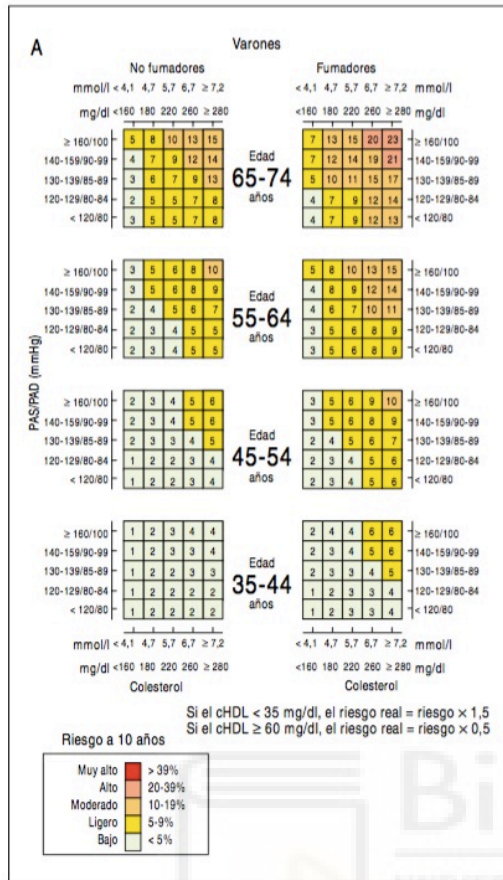 A
Varones
No fumadores Fumadores
mmol/l < 4,1 4,7 5,7 6,7 ≥ 7,2 < 4,1 4,7 5,7 6,7 ≥ 7,2 mmol/l
mg/dl <160 180 220 260 ≥ 280 <160 180 220 260 ≥ 280 mg/dl
PAS/PAD (mmHg)
≥ 160/100 5 8 10 13 15 7 13 15 20 23 ≥ 160/100
140-159/90-99 4 7 9 12 14 Edad 7 12 14 19 21 140-159/90-99
130-139/85-89 3 6 7 9 13 65-74 5 10 11 15 17 130-139/85-89
120-129/80-84 2 5 5 7 8 años 4 7 9 12 14 120-129/80-84
< 120/80 3 5 5 7 8 4 7 9 12 13 < 120/80
≥ 160/100 3 5 6 8 10 5 8 10 13 15 ≥ 160/100
140-159/90-99 3 5 6 8 9 Edad 4 8 9 12 14 140-159/90-99
130-139/85-89 2 4 5 6 7 55-64 4 6 7 10 11 130-139/85-89
120-129/80-84 2 3 4 5 5 años 3 5 6 8 9 120-129/80-84
< 120/80 2 3 4 5 5 3 5 6 8 9 < 120/80
≥ 160/100 2 3 4 5 6 3 5 6 9 10 ≥ 160/100
140-159/90-99 2 3 4 5 6 Edad 3 5 6 8 9 140-159/90-99
130-139/85-89 2 3 3 4 5 45-54 2 4 5 6 7 130-139/85-89
120-129/80-84 1 2 2 3 4 años 2 3 4 5 6 120-129/80-84
< 120/80 1 2 2 3 4 2 3 4 5 6 < 120/80
≥ 160/100 1 2 3 4 4 2 4 4 6 6 ≥ 160/100
140-159/90-99 1 2 3 4 4 Edad 2 3 4 5 6 140-159/90-99
130-139/85-89 1 2 2 3 3 35-44 2 3 3 4 5 130-139/85-89
120-129/80-84 1 2 2 2 2 años 1 2 3 3 4 120-129/80-84
< 120/80 1 2 2 2 2 1 2 3 3 4 < 120/80
mmol/l < 4,1 4,7 5,7 6,7 ≥ 7,2 < 4,1 4,7 5,7 6,7 ≥ 7,2 mmol/l
mg/dl <160 180 220 260 ≥ 280 <160 180 220 260 ≥ 280 mg/dl
Colesterol Colesterol
Si el cHDL < 35 mg/dl, el riesgo real = riesgo × 1,5
Si el cHDL ≥ 60 mg/dl, el riesgo real = riesgo × 0,5
Riesgo a 10 años
Muy alto > 39%
Alto 20-39%
Moderado 10-19%
Ligero 5-9%
Bajo < 5%
Bi